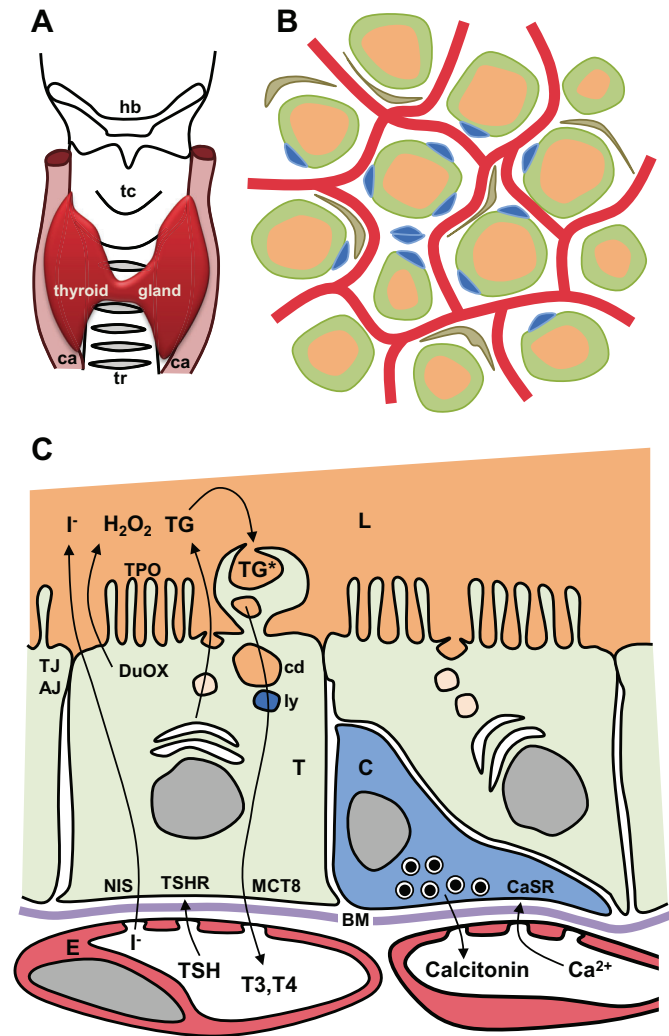 A
B
hb
tc
thyroid gland
ca
ca
tr
C
I⁻ H₂O₂ TG
L
TPO
TG*
TJ
AJ
DuOX
cd
ly
T
C
NIS
TSHR
MCT8
CaSR
BM
E
I⁻
TSH
T3,T4
Calcitonin
Ca²⁺